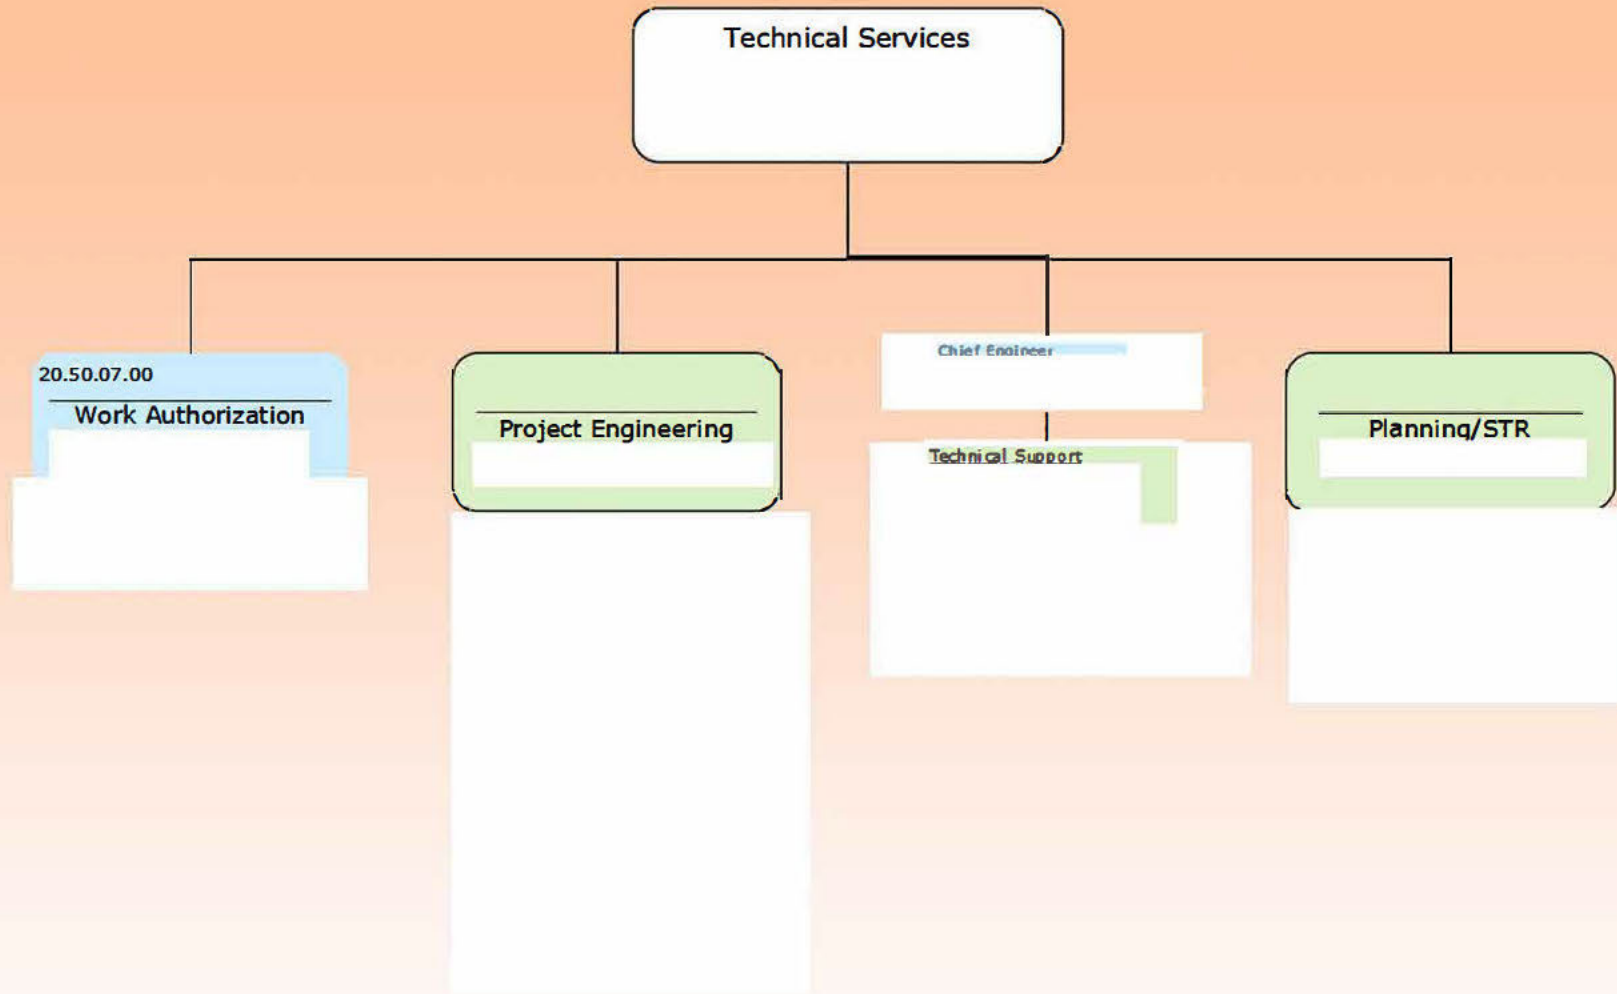 Technical Services
20.50.07.00
Work Authorization
Project Engineering
Chief Engineer
Technical Support
Planning/STR